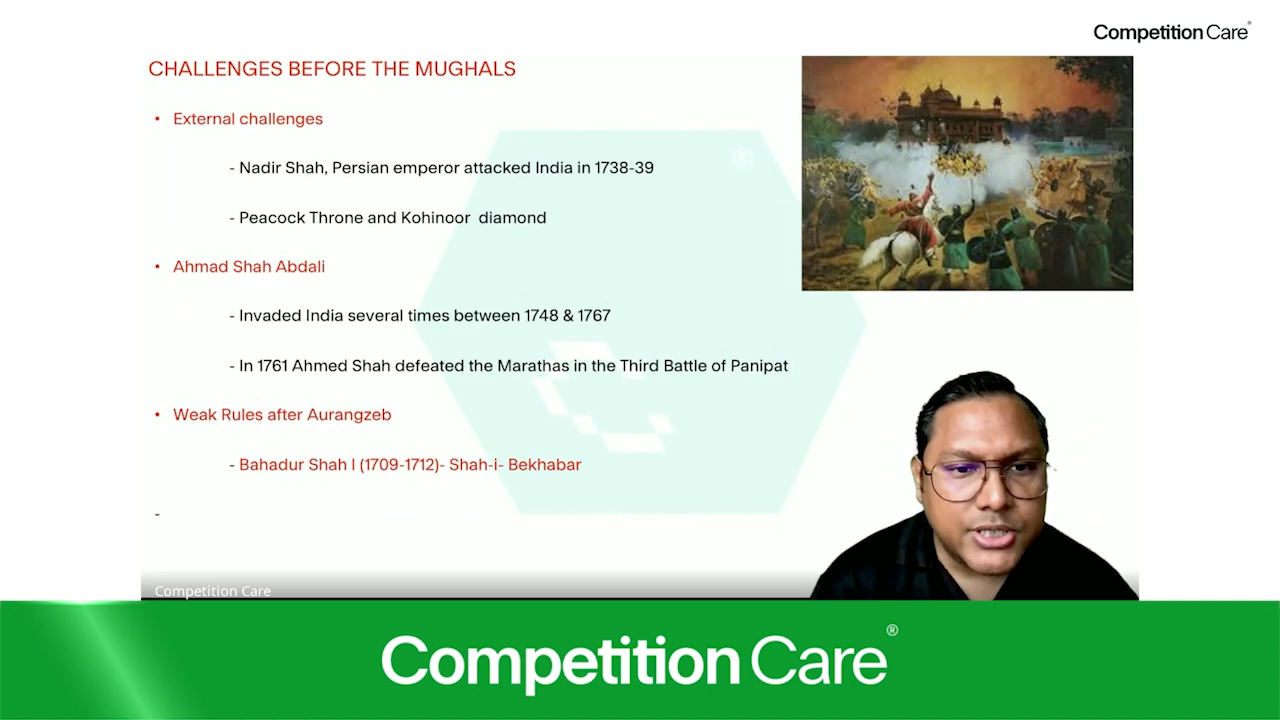 Competition Care®
CHALLENGES BEFORE THE MUGHALS
• External challenges
- Nadir Shah, Persian emperor attacked India in 1738-39
- Peacock Throne and Kohinoor diamond
• Ahmad Shah Abdali
- Invaded India several times between 1748 & 1767
- In 1761 Ahmed Shah defeated the Marathas in the Third Battle of Panipat
• Weak Rules after Aurangzeb
- Bahadur Shah I (1709-1712)- Shah-i- Bekhabar
-
Competition Care
Competition Care®